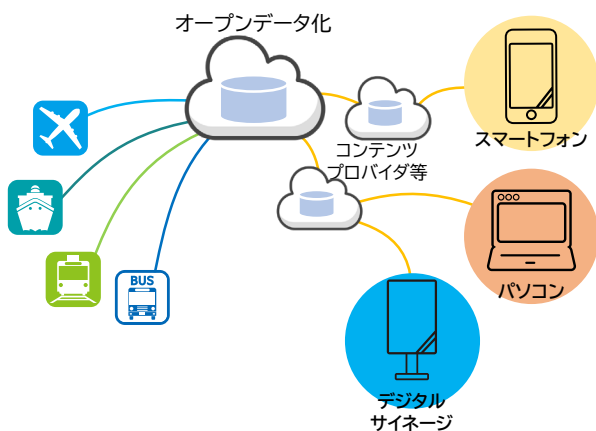 オープンデータ化
スマートフォン
コンテンツ
プロバイダ等
BUS
パソコン
デジタル
サイネージ